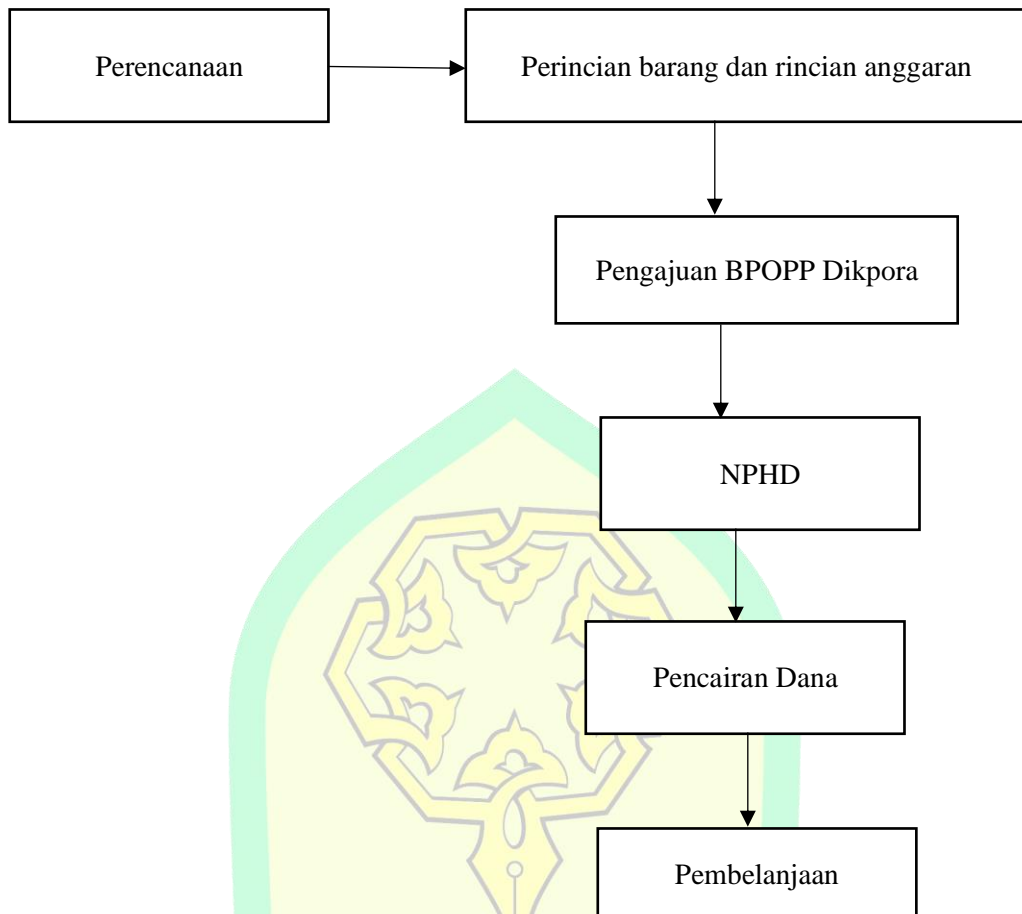 Perencanaan
Perincian barang dan rincian anggaran
Pengajuan BPOPP Dikpora
NPHD
Pencairan Dana
Pembelanjaan